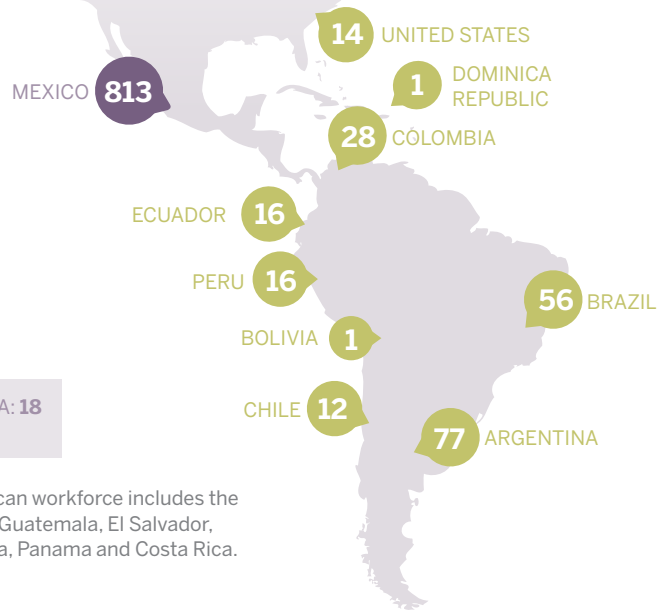 14 UNITED STATES
MEXICO 813
1 DOMINICA
REPUBLIC
28 CÓLOMBIA
ECUADOR 16
PERU 16
56 BRAZIL
BOLIVIA 1
A: 18
CHILE 12
77 ARGENTINA
can workforce includes the
Guatemala, El Salvador,
a, Panama and Costa Rica.